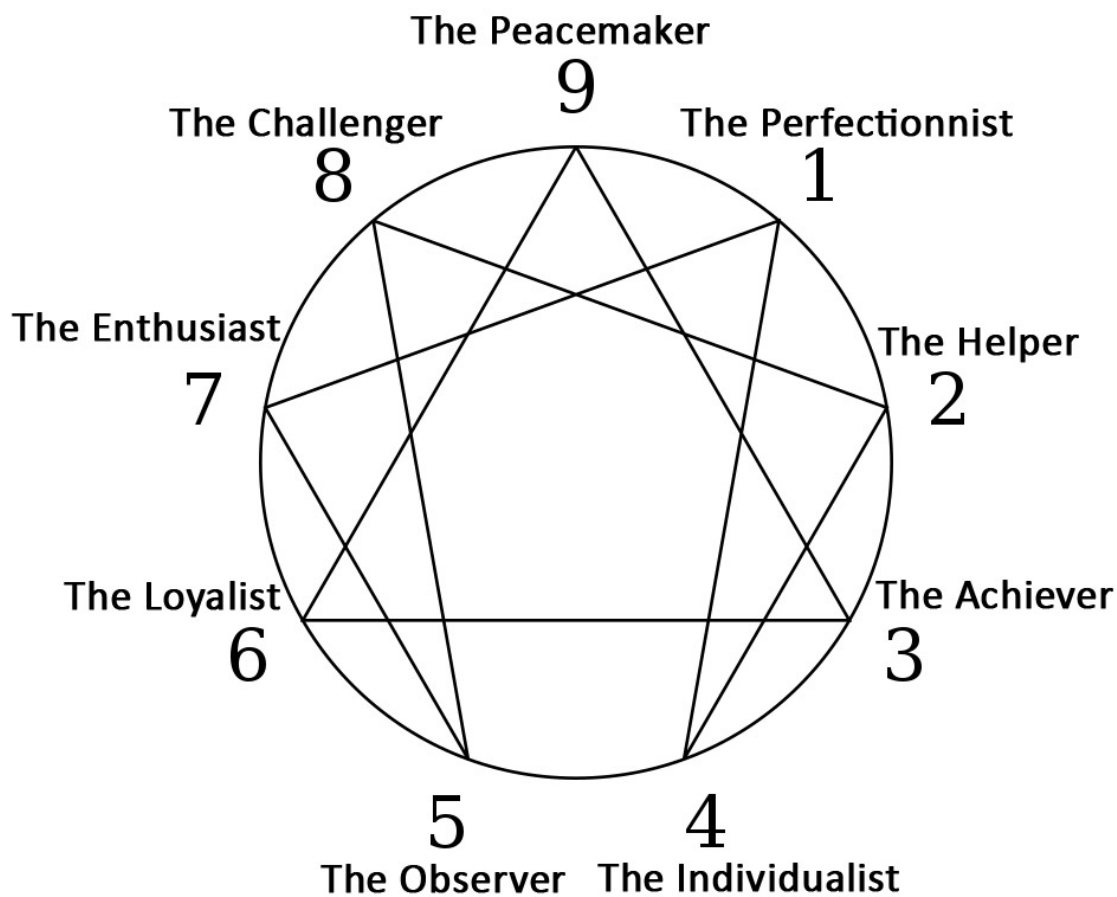 The Peacemaker
9
The Challenger
8
The Perfectionnist
1
The Enthusiast
7
The Helper
2
The Loyalist
6
The Achiever
3
5
The Observer
4
The Individualist